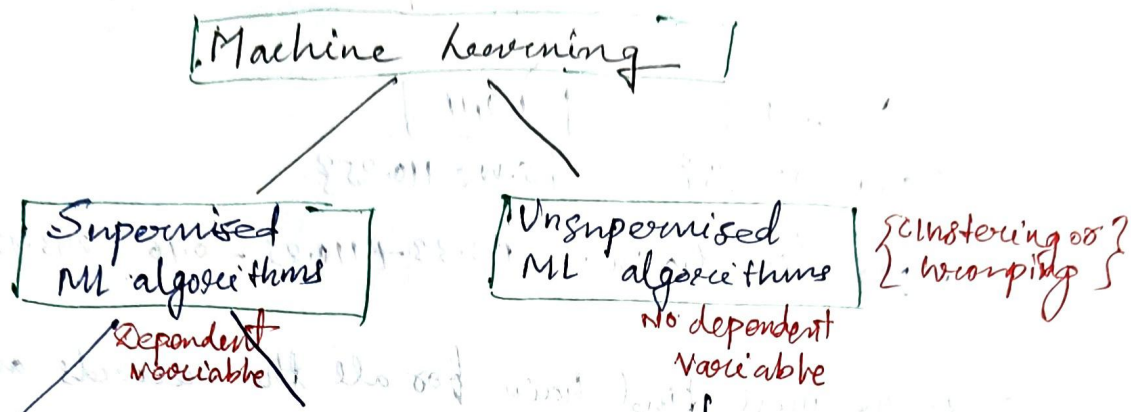 Machine Learning
Supervised
ML algorithms
Dependent
variable
Unsupervised
ML algorithms
No dependent
variable
{Clustering or}
{Grouping}